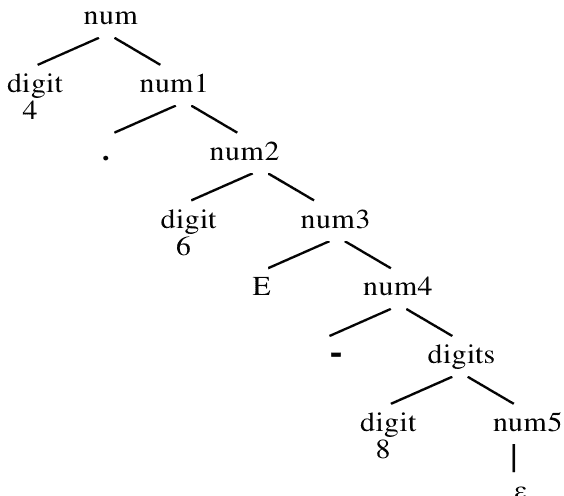 num
digit num1
4
. num2
digit num3
6
E num4
- digits
digit num5
8
ε